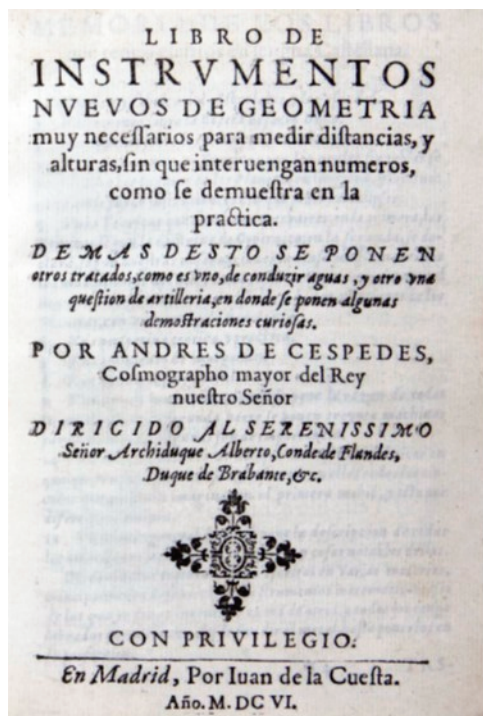 LIBRO DE
INSTRVMENTOS
NVEVOS DE GEOMETRIA
muy neceſſarios para medir diſtancias, y
alturas, ſin que interuengan numeros,
como ſe demueſtra en la
practica.
DEMAS DESTO SE PONEN
otros tratados, como es vno, de conduzir aguas, y otro vna
queſtion de artilleria, en donde ſe ponen algunas
demoſtraciones curioſas.
POR ANDRES DE CESPEDES,
Coſmographo mayor del Rey
nueſtro Señor
DIRICIDO AL SERENISSIMO
Señor Archiduque Alberto, Conde de Flandes,
Duque de Brabante, &c.
CON PRIVILEGIO:
En Madrid, Por Iuan de la Cueſta.
Año. M. DC VI.